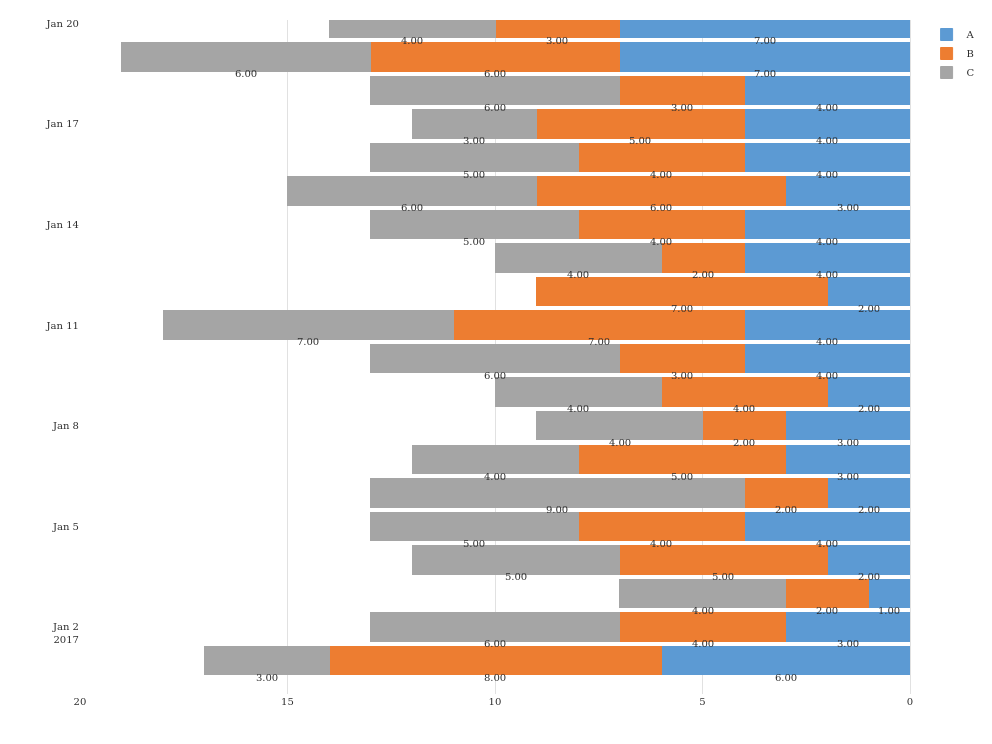 Jan 20
A
4.00 3.00 7.00
B
6.00 6.00 7.00
C
6.00 3.00 4.00
Jan 17
3.00 5.00 4.00
5.00 4.00 4.00
6.00 6.00 3.00
Jan 14
5.00 4.00 4.00
4.00 2.00 4.00
7.00 2.00
Jan 11
7.00 7.00 4.00
6.00 3.00 4.00
4.00 4.00 2.00
Jan 8
4.00 2.00 3.00
4.00 5.00 3.00
9.00 2.00 2.00
Jan 5
5.00 4.00 4.00
5.00 5.00 2.00
4.00 2.00 1.00
Jan 2
2017
6.00 4.00 3.00
3.00 8.00 6.00
20 15 10 5 0